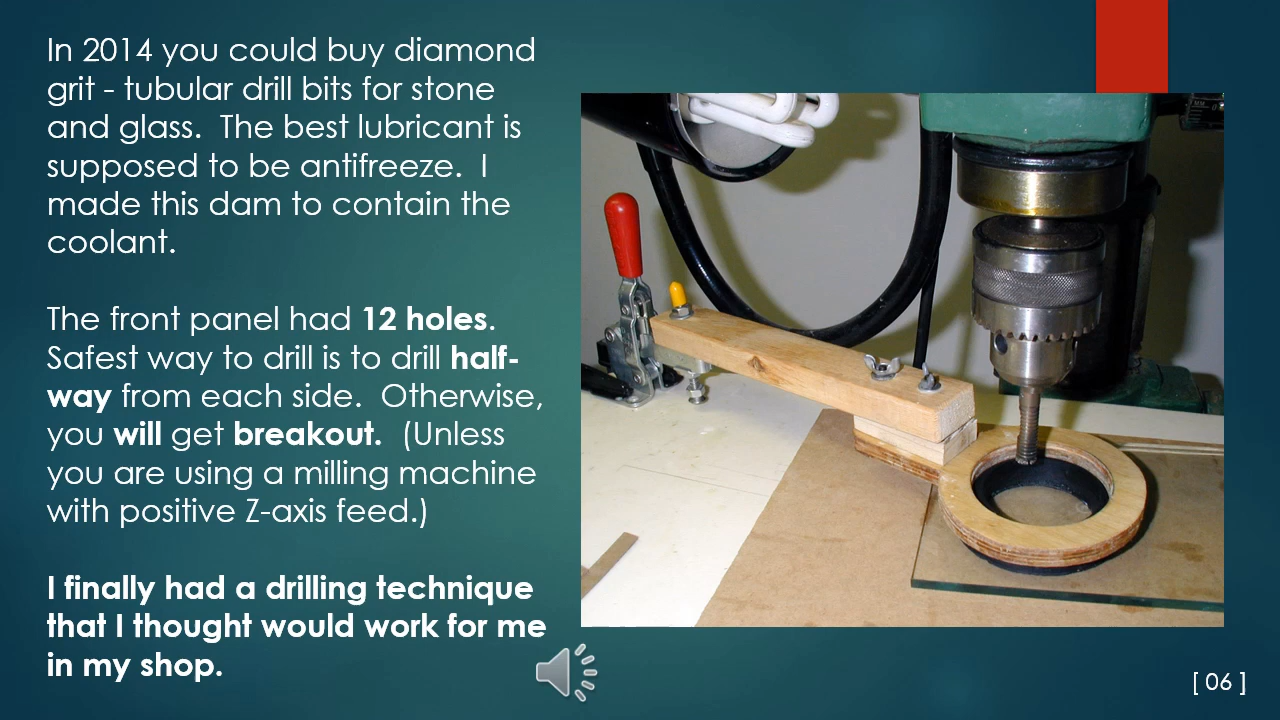 In 2014 you could buy diamond
grit - tubular drill bits for stone
and glass.  The best lubricant is
supposed to be antifreeze.  I
made this dam to contain the
coolant.
The front panel had 12 holes.
Safest way to drill is to drill half-
way from each side.  Otherwise,
you will get breakout.  (Unless
you are using a milling machine
with positive Z-axis feed.)
I finally had a drilling technique
that I thought would work for me
in my shop.
[ 06 ]